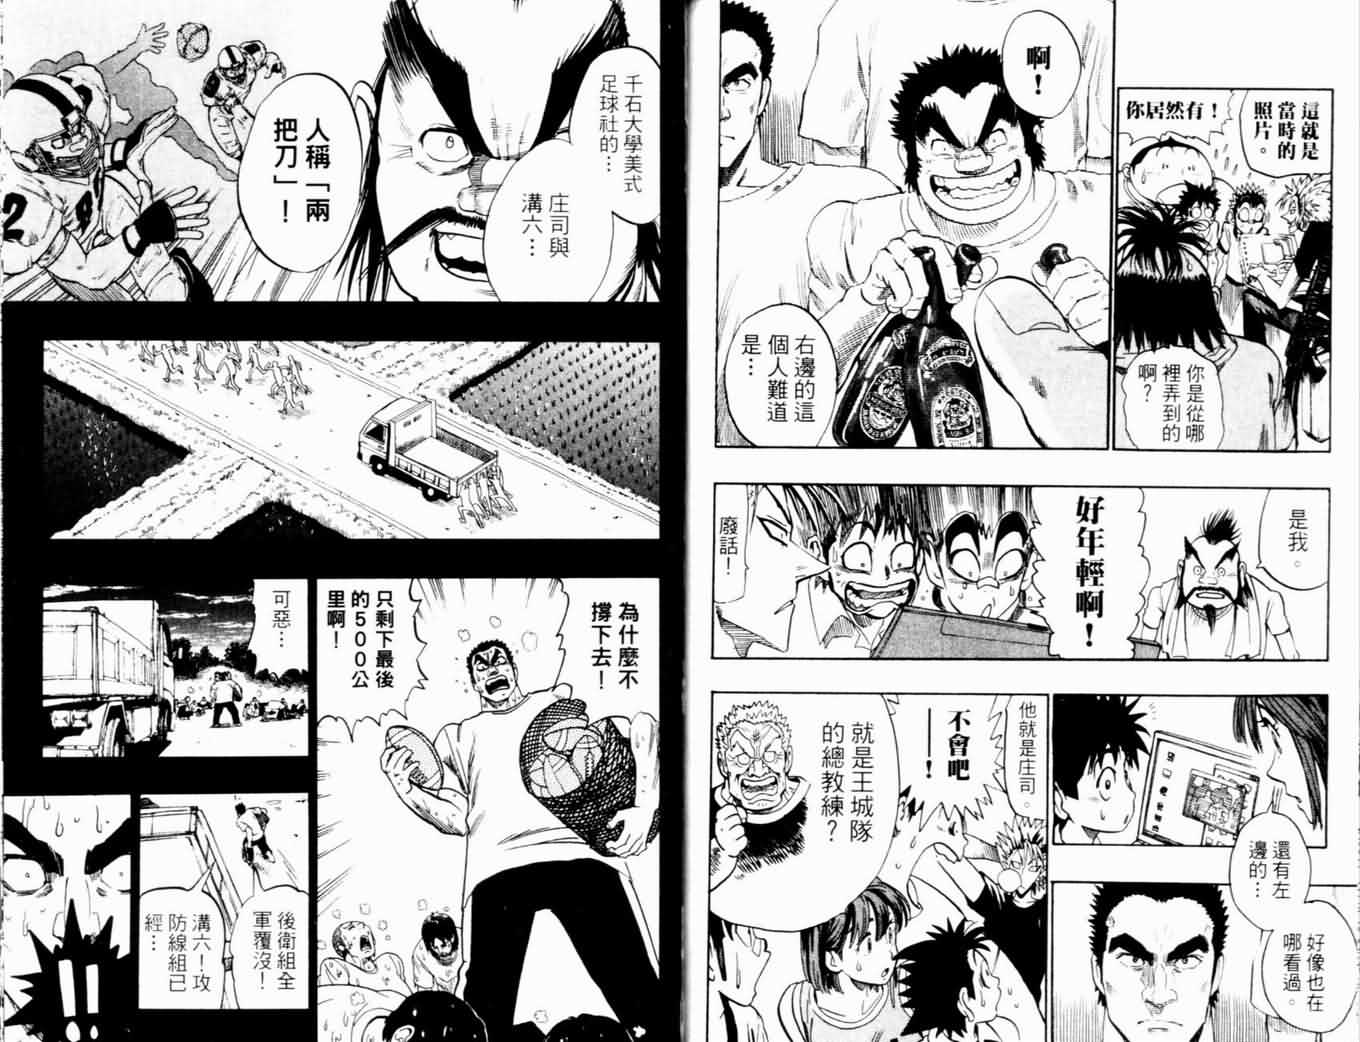 這就是
當時的
照片。
你居然有！
你是從哪
裡弄到的
啊？
啊！
右邊的這
個人難道
是…
是我。
好年輕啊！
廢話！
還有左
邊的…
好像也在
哪看過。
他就是庄司。
不會吧
——！
就是王城隊
的總教練？
千石大學美式
足球社的…
庄司與
溝六…
人稱「兩
把刀」！
為什麼不
撐下去！
只剩下最後
的500公
里啊！
可惡…
後衛組全
軍覆沒！
溝六！攻
防線組已
經…
!!